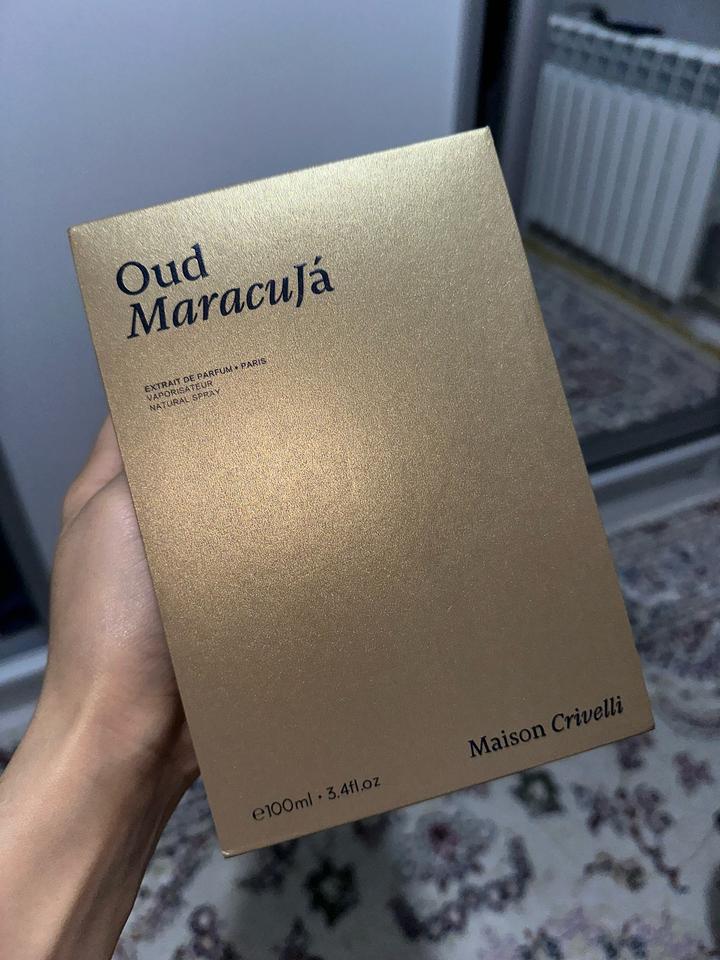 Oud
MaracuJá
EXTRAIT DE PARFUM • PARIS
VAPORISATEUR
NATURAL SPRAY
Maison Crivelli
℮100ml • 3.4fl.oz